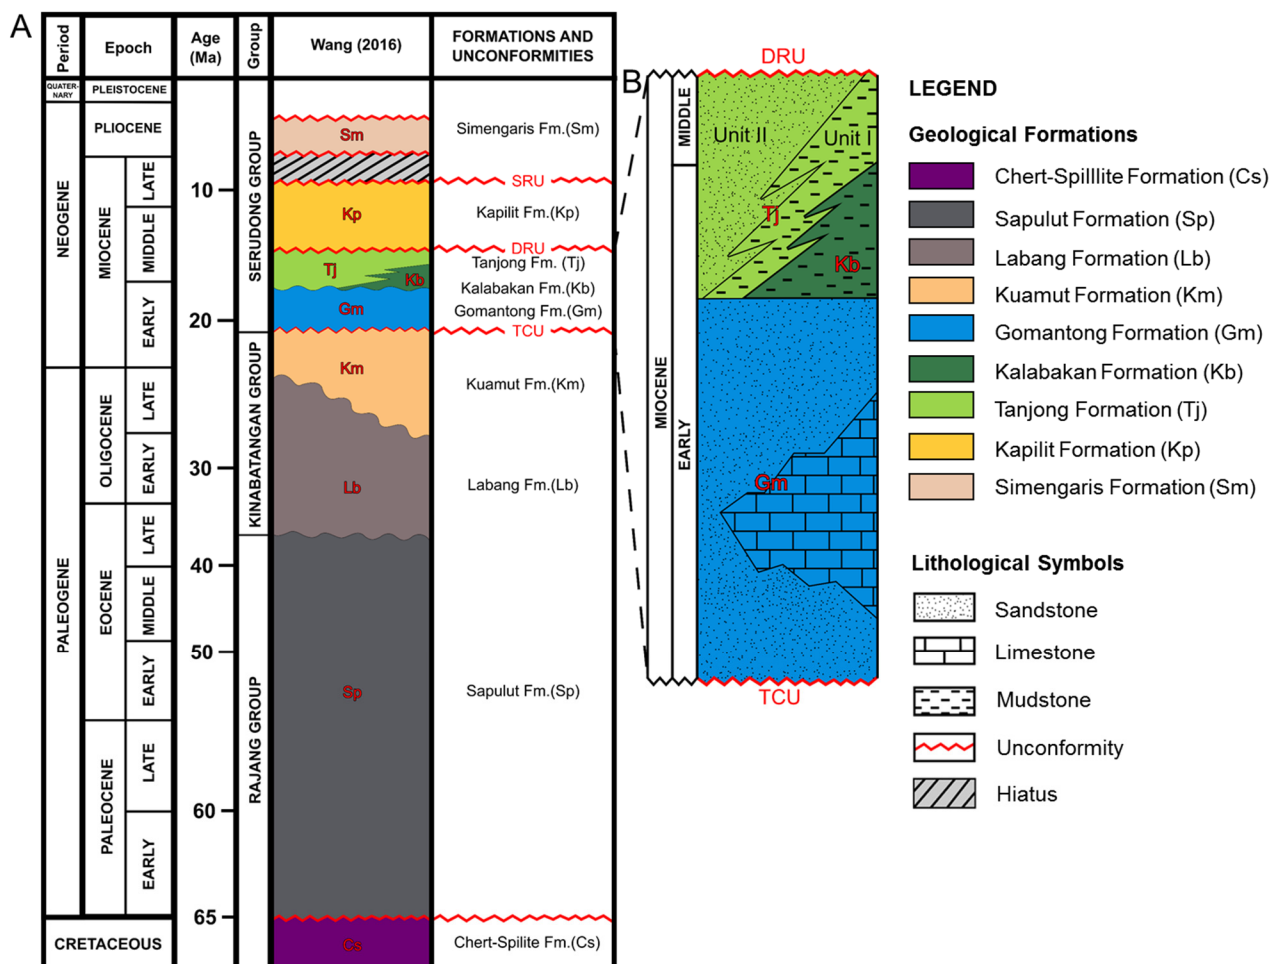 A
Period
Epoch
Age
(Ma)
Group
Wang (2016)
FORMATIONS AND
UNCONFORMITIES
QUATER-
NARY
PLEISTOCENE
NEOGENE
PLIOCENE
MIOCENE
LATE
MIDDLE
EARLY
PALEOGENE
OLIGOCENE
LATE
EARLY
EOCENE
LATE
MIDDLE
EARLY
PALEOCENE
LATE
EARLY
CRETACEOUS
10
20
30
40
50
60
65
SERUDONG GROUP
KINABATANGAN GROUP
RAJANG GROUP
Sm
Kp
Tj
Kb
Gm
Km
Lb
Sp
Cs
Simengaris Fm.(Sm)
SRU
Kapilit Fm.(Kp)
DRU
Tanjong Fm. (Tj)
Kalabakan Fm.(Kb)
Gomantong Fm.(Gm)
TCU
Kuamut Fm.(Km)
Labang Fm.(Lb)
Sapulut Fm.(Sp)
Chert-Spilite Fm.(Cs)
B
DRU
MIOCENE
MIDDLE
EARLY
Unit II
Unit I
Tj
Kb
Gm
TCU
LEGEND
Geological Formations
Chert-Spilllite Formation (Cs)
Sapulut Formation (Sp)
Labang Formation (Lb)
Kuamut Formation (Km)
Gomantong Formation (Gm)
Kalabakan Formation (Kb)
Tanjong Formation (Tj)
Kapilit Formation (Kp)
Simengaris Formation (Sm)
Lithological Symbols
Sandstone
Limestone
Mudstone
Unconformity
Hiatus